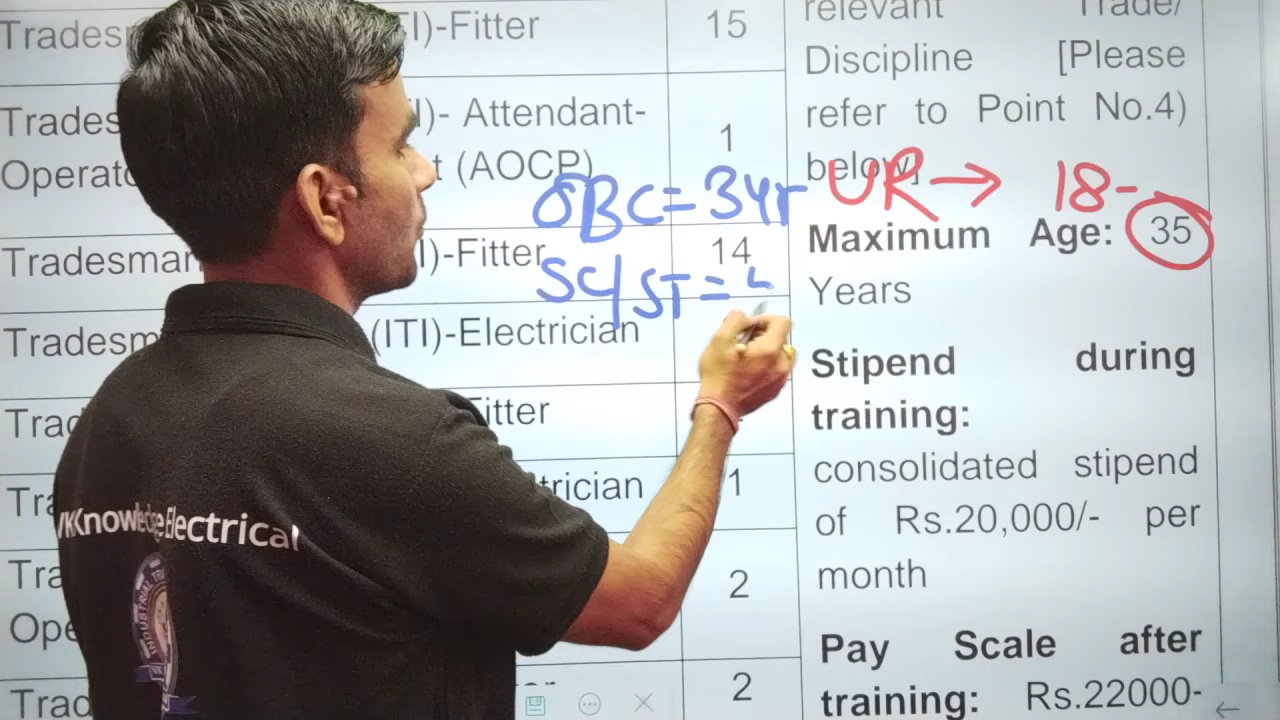 Tradesm I)-Fitter 15
Trades I)- Attendant-
Operato t (AOCP) 1
Tradesman I)-Fitter 14
Tradesm (ITI)-Electrician
Trad Fitter
Tra trician 1
Tra
Ope 2
Trad 2
relevant Trade/
Discipline [Please
refer to Point No.4)
below]
Maximum Age: 35
Years
Stipend during
training:
consolidated stipend
of Rs.20,000/- per
month
Pay Scale after
training: Rs.22000-
UR → 18-
OBC = 3yr
SC/ST =
Knowledge Electrical